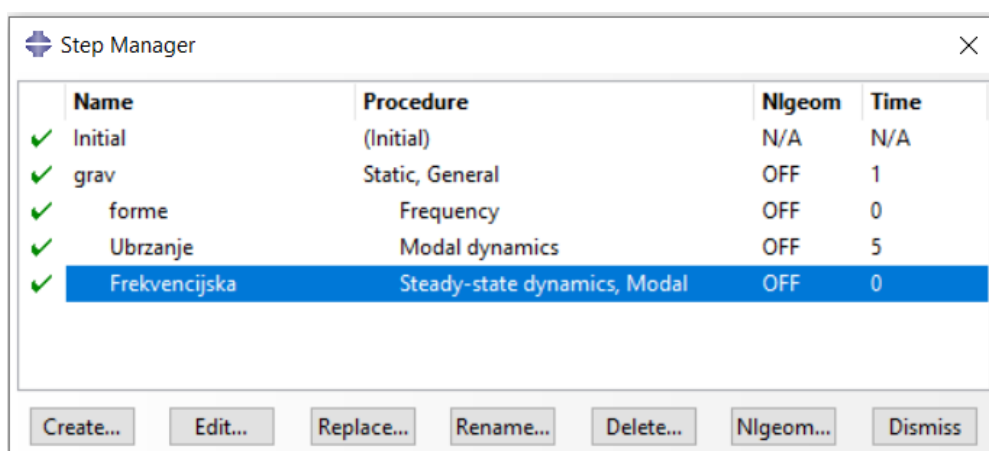 Step Manager
Name Procedure Nlgeom Time
Initial (Initial) N/A N/A
grav Static, General OFF 1
forme Frequency OFF 0
Ubrzanje Modal dynamics OFF 5
Frekvencijska Steady-state dynamics, Modal OFF 0
Create... Edit... Replace... Rename... Delete... Nlgeom... Dismiss